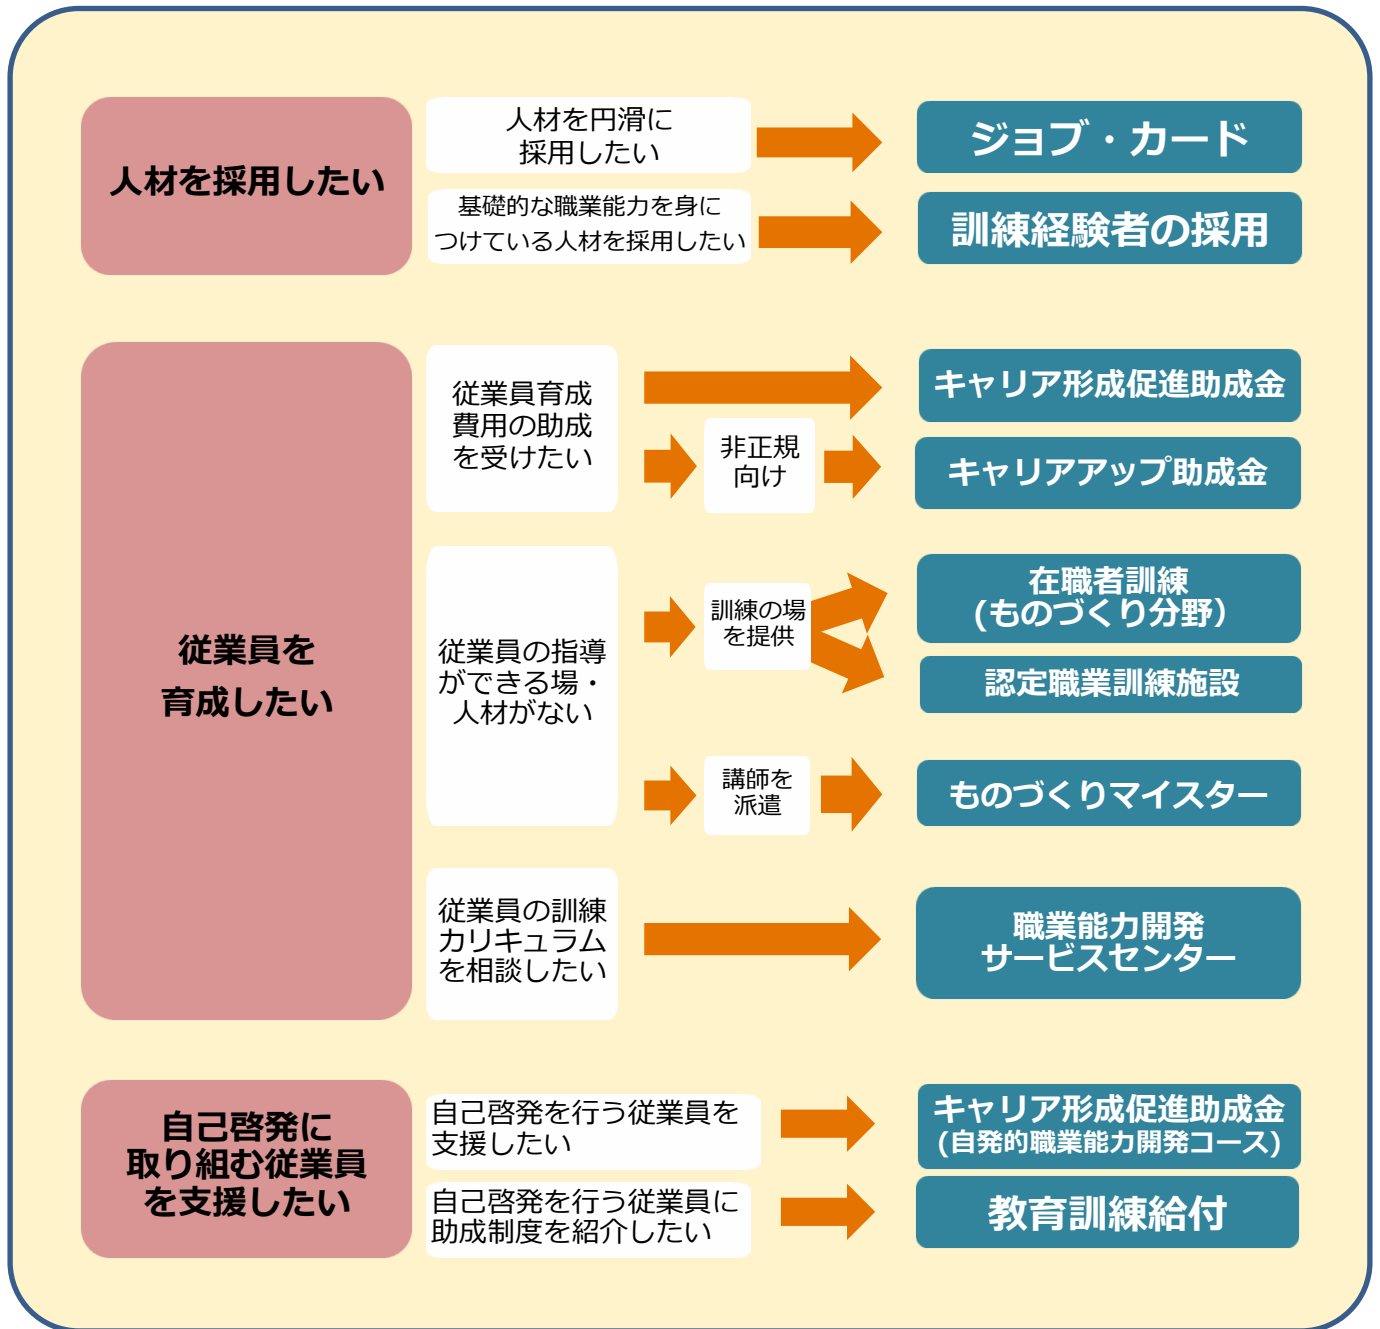 人材を採用したい
人材を円滑に
採用したい
ジョブ・カード
基礎的な職業能力を身に
つけている人材を採用したい
訓練経験者の採用
従業員を
育成したい
従業員育成
費用の助成
を受けたい
キャリア形成促進助成金
非正規
向け
キャリアアップ助成金
従業員の指導
ができる場・
人材がない
訓練の場
を提供
在職者訓練
(ものづくり分野）
認定職業訓練施設
講師を
派遣
ものづくりマイスター
従業員の訓練
カリキュラム
を相談したい
職業能力開発
サービスセンター
自己啓発に
取り組む従業員
を支援したい
自己啓発を行う従業員を
支援したい
キャリア形成促進助成金
(自発的職業能力開発コース)
自己啓発を行う従業員に
助成制度を紹介したい
教育訓練給付